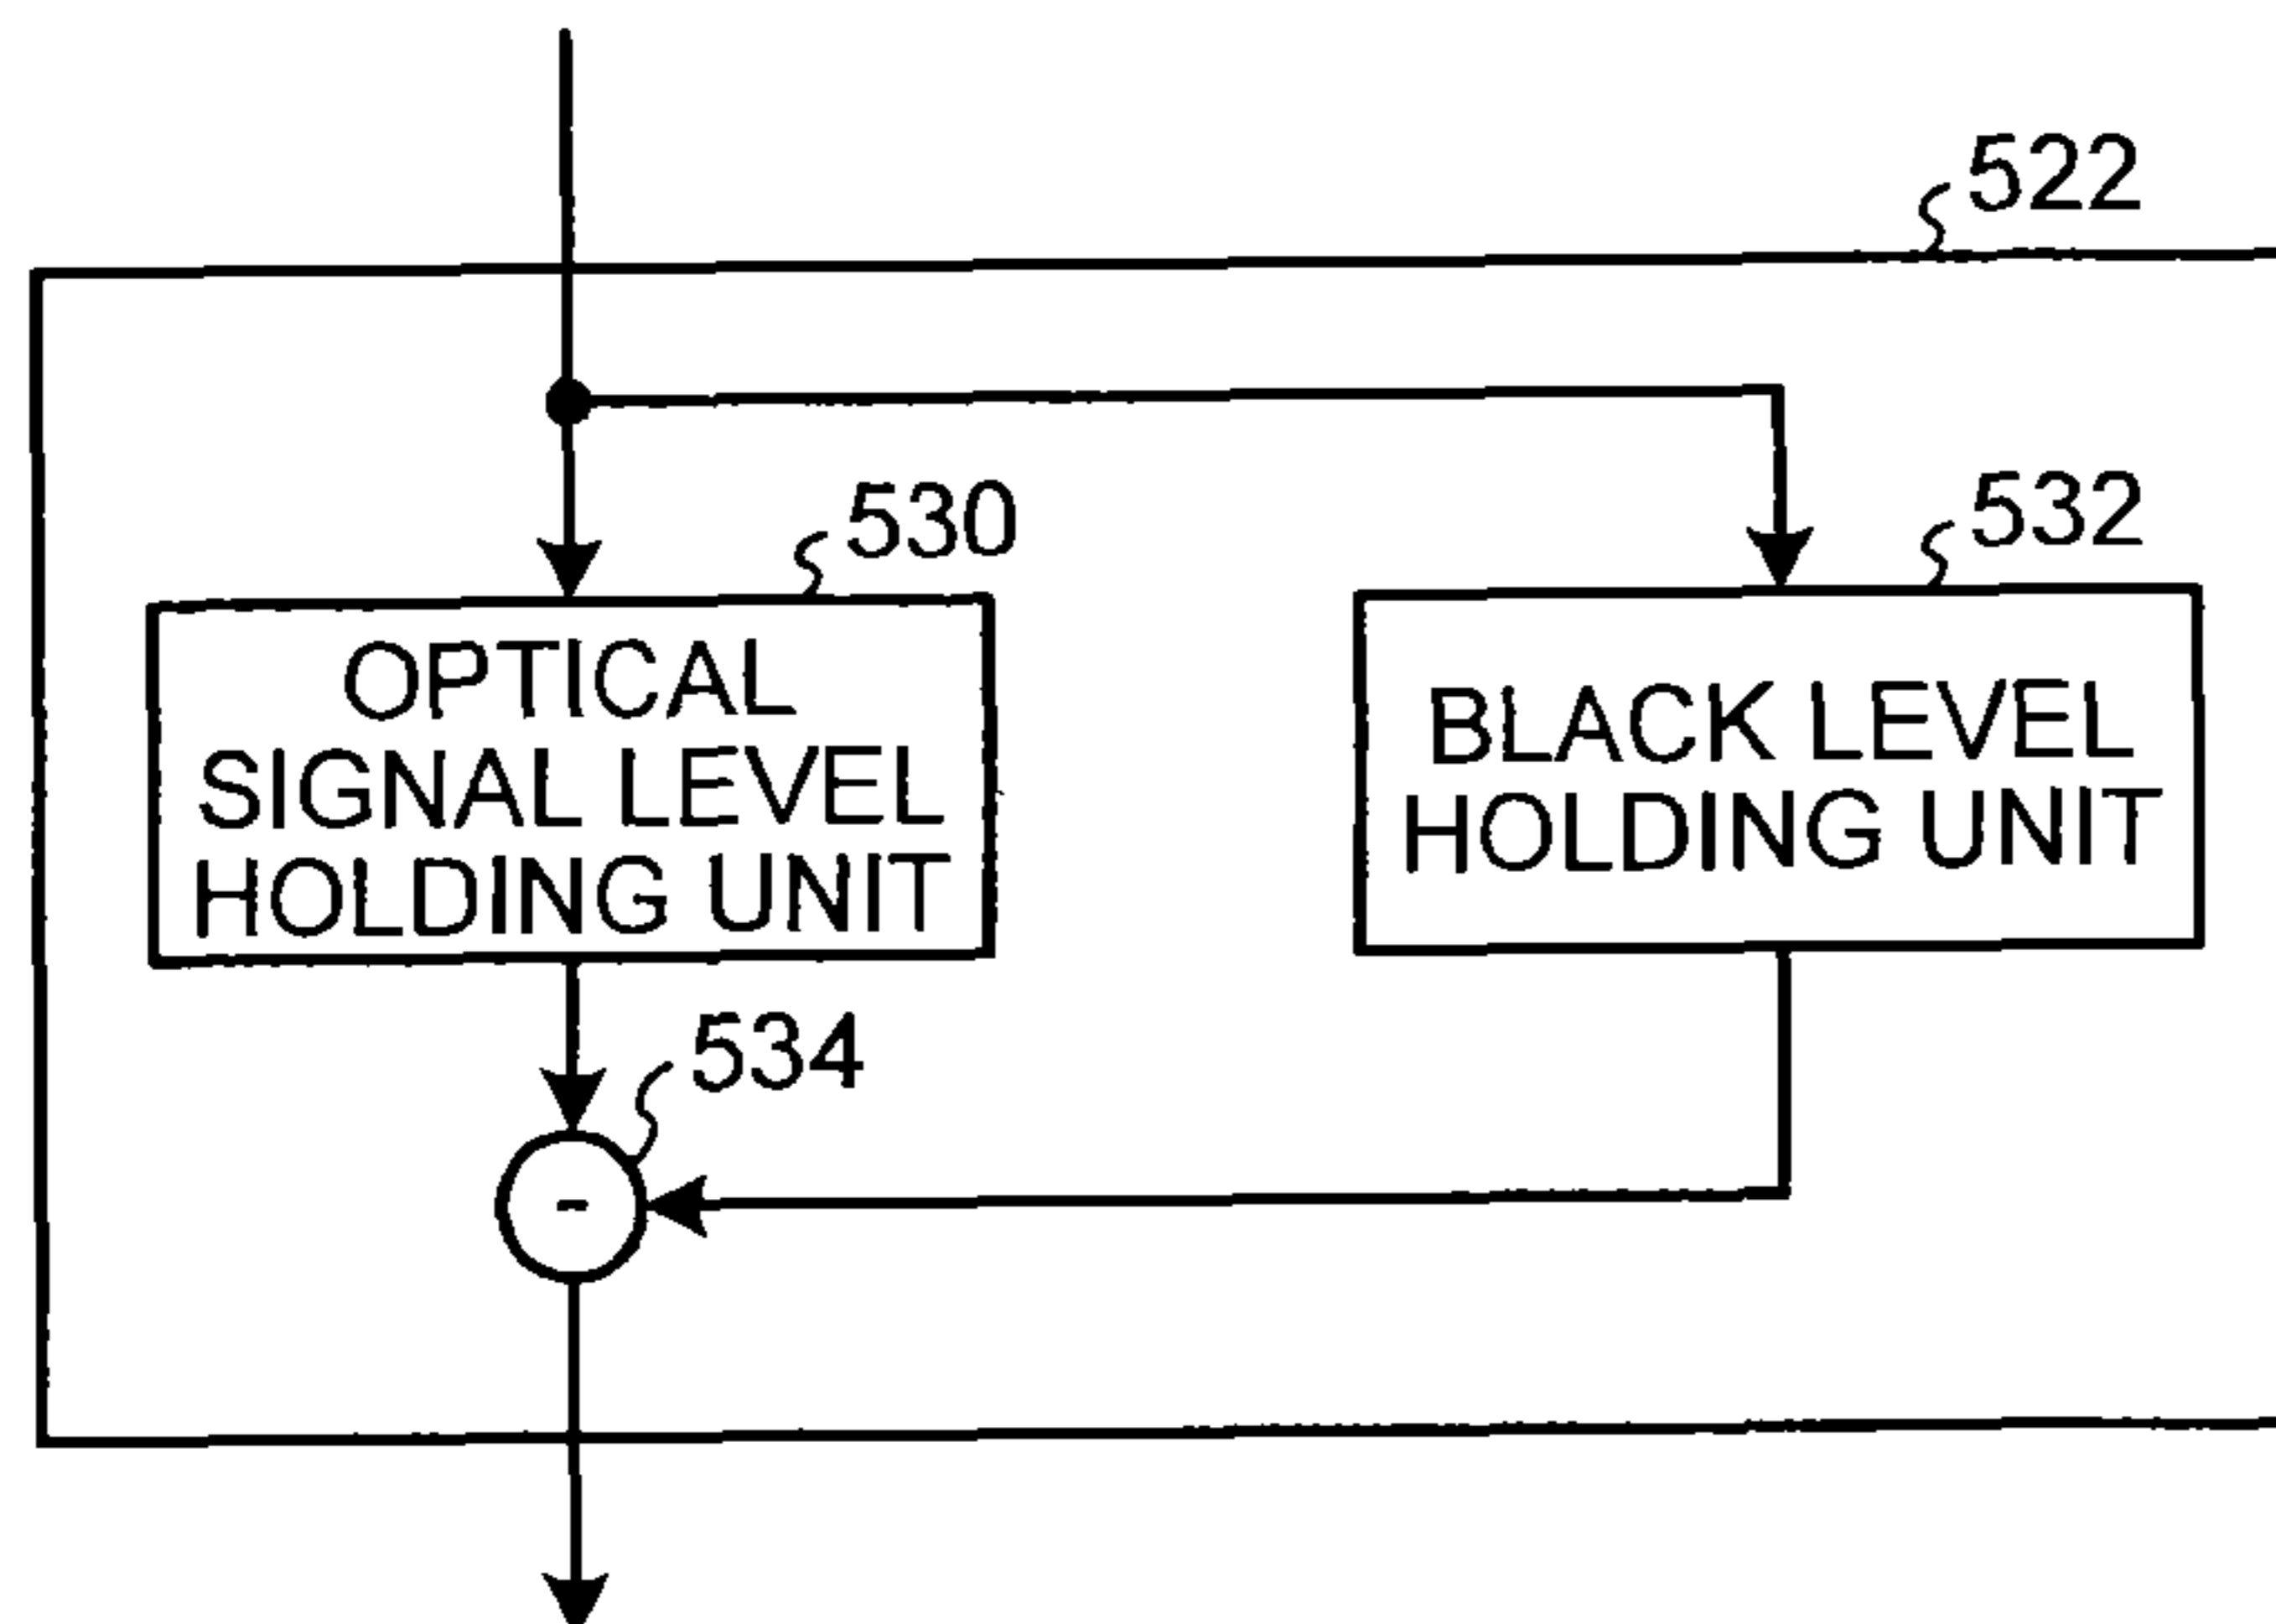 522
530
532
OPTICAL
SIGNAL LEVEL
HOLDING UNIT
BLACK LEVEL
HOLDING UNIT
534
-